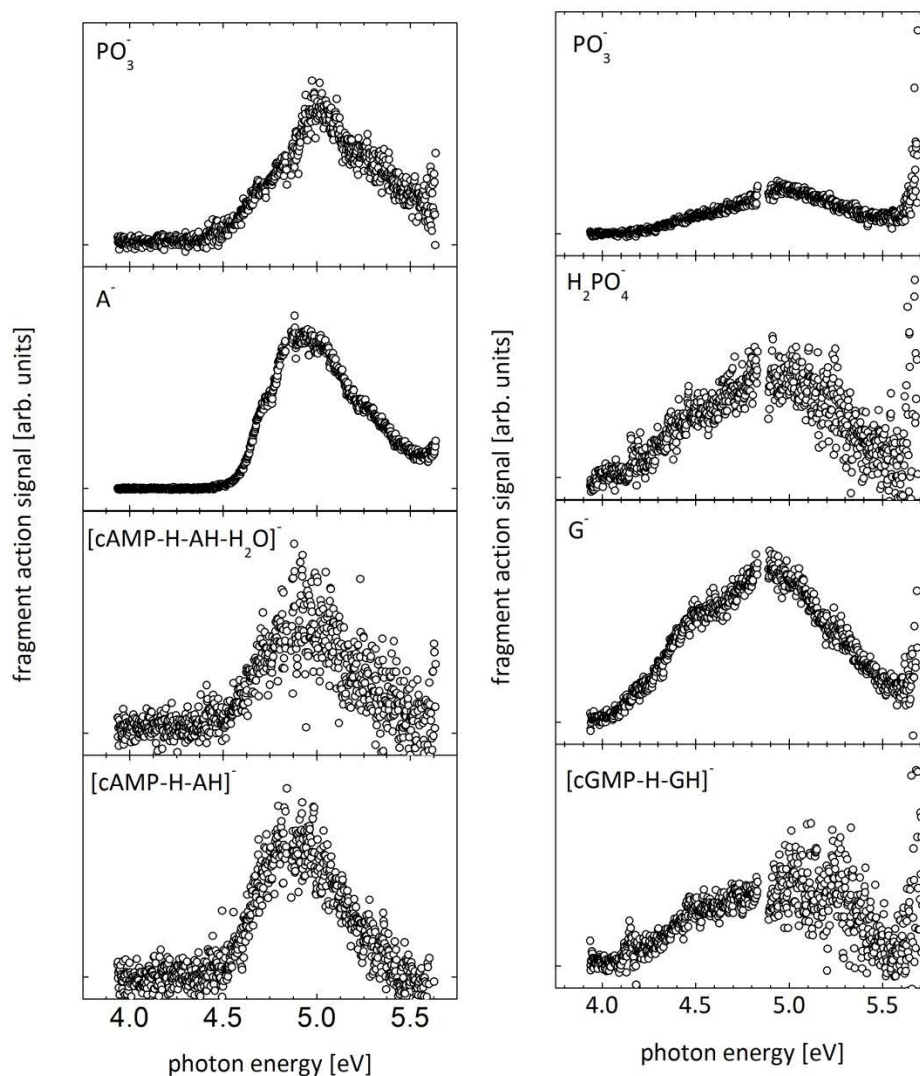 PO₃⁻
A⁻
[cAMP-H-AH-H₂O]⁻
[cAMP-H-AH]⁻
fragment action signal [arb. units]
4.0 4.5 5.0 5.5
photon energy [eV]
PO₃⁻
H₂PO₄⁻
G⁻
[cGMP-H-GH]⁻
fragment action signal [arb. units]
4.0 4.5 5.0 5.5
photon energy [eV]